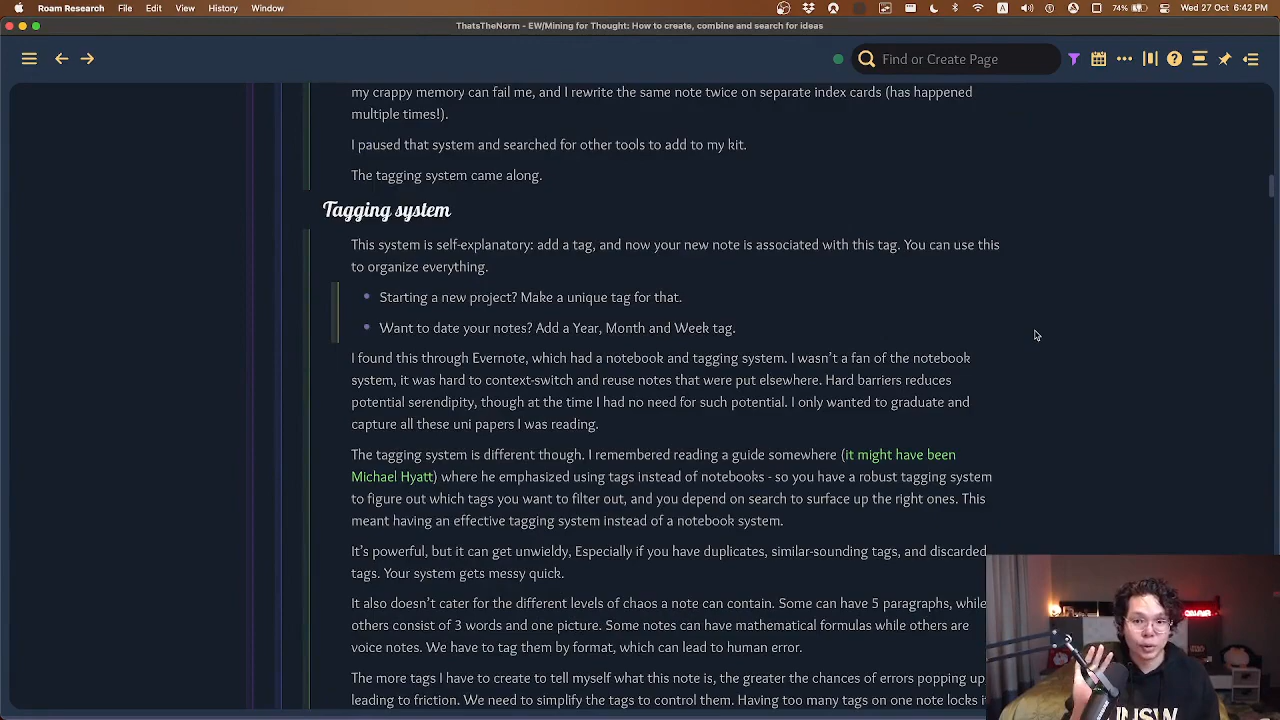 Roam Research File Edit View History Window
74% Wed 27 Oct 6:42 PM
ThatsTheNorm - EW/Mining for Thought: How to create, combine and search for ideas
Find or Create Page
my crappy memory can fail me, and I rewrite the same note twice on separate index cards (has happened
multiple times!).
I paused that system and searched for other tools to add to my kit.
The tagging system came along.
Tagging system
This system is self-explanatory: add a tag, and now your new note is associated with this tag. You can use this
to organize everything.
Starting a new project? Make a unique tag for that.
Want to date your notes? Add a Year, Month and Week tag.
I found this through Evernote, which had a notebook and tagging system. I wasn't a fan of the notebook
system, it was hard to context-switch and reuse notes that were put elsewhere. Hard barriers reduces
potential serendipity, though at the time I had no need for such potential. I only wanted to graduate and
capture all these uni papers I was reading.
The tagging system is different though. I remembered reading a guide somewhere (it might have been
Michael Hyatt) where he emphasized using tags instead of notebooks - so you have a robust tagging system
to figure out which tags you want to filter out, and you depend on search to surface up the right ones. This
meant having an effective tagging system instead of a notebook system.
It's powerful, but it can get unwieldy, Especially if you have duplicates, similar-sounding tags, and discarded
tags. Your system gets messy quick.
It also doesn't cater for the different levels of chaos a note can contain. Some can have 5 paragraphs, while
others consist of 3 words and one picture. Some notes can have mathematical formulas while others are
voice notes. We have to tag them by format, which can lead to human error.
The more tags I have to create to tell myself what this note is, the greater the chances of errors popping up
leading to friction. We need to simplify the tags to control them. Having too many tags on one note locks
ON AIR